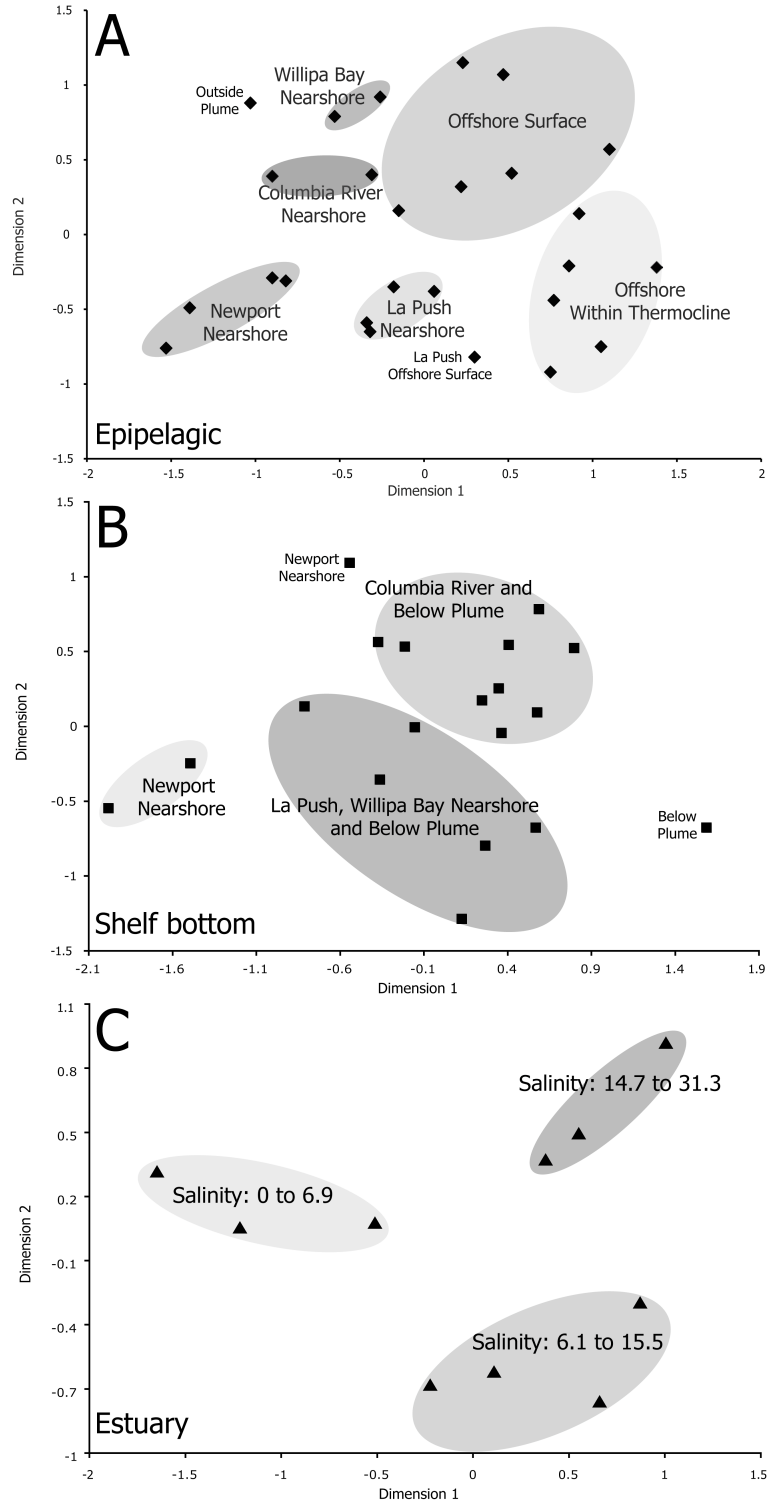 A
1.5
1
0.5
0
-0.5
-1
-1.5
Dimension 2
Outside
Plume
Willipa Bay
Nearshore
Offshore Surface
Columbia River
Nearshore
Newport
Nearshore
La Push
Nearshore
La Push
Offshore Surface
Offshore
Within Thermocline
Epipelagic
-2
-1.5
-1
-0.5
0
0.5
1
1.5
2
Dimension 1
B
1.5
1
0.5
0
-0.5
-1
-1.5
Dimension 2
Newport
Nearshore
Columbia River and
Below Plume
Newport
Nearshore
La Push, Willipa Bay Nearshore
and Below Plume
Below
Plume
Shelf bottom
-2.1
-1.6
-1.1
-0.6
-0.1
0.4
0.9
1.4
1.9
Dimension 1
C
1.1
0.8
0.5
0.2
-0.1
-0.4
-0.7
-1
Dimension 2
Salinity: 14.7 to 31.3
Salinity: 0 to 6.9
Salinity: 6.1 to 15.5
Estuary
-2
-1.5
-1
-0.5
0
0.5
1
1.5
Dimension 1